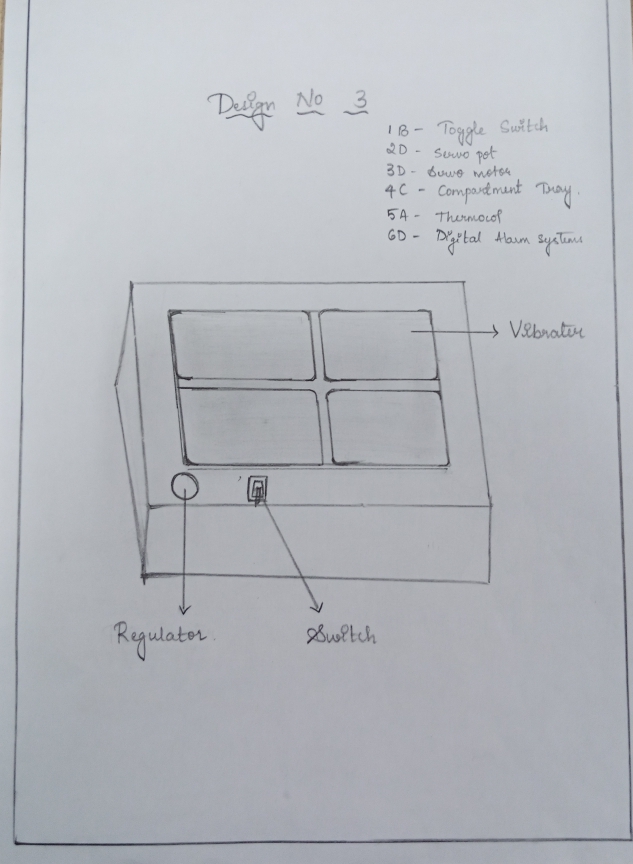 Design No 3
1B - Toggle Switch
2D - Servo pot
3D - Servo motor
4C - Compartment Tray.
5A - Thermocol
6D - Digital Alarm Systems
Vibrator
Regulator
Switch